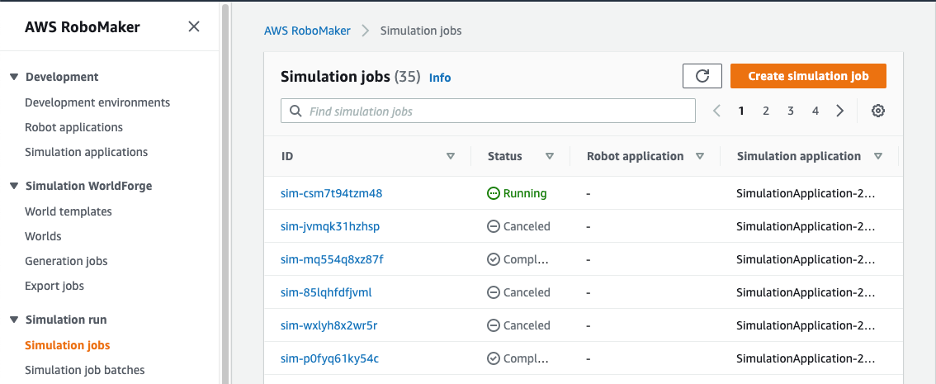 AWS RoboMaker
Development
Development environments
Robot applications
Simulation applications
Simulation WorldForge
World templates
Worlds
Generation jobs
Export jobs
Simulation run
Simulation jobs
Simulation job batches
AWS RoboMaker > Simulation jobs
Simulation jobs (35) Info
Create simulation job
Find simulation jobs
1 2 3 4
ID Status Robot application Simulation application
sim-csm7t94tzm48 Running - SimulationApplication-2...
sim-jvmqk31hzhsp Canceled - SimulationApplication-2...
sim-mq554q8xz87f Compl... - SimulationApplication-2...
sim-85lqhfdfjvml Canceled - SimulationApplication-2...
sim-wxlyh8x2wr5r Canceled - SimulationApplication-2...
sim-p0fyq61ky54c Compl... - SimulationApplication-2...